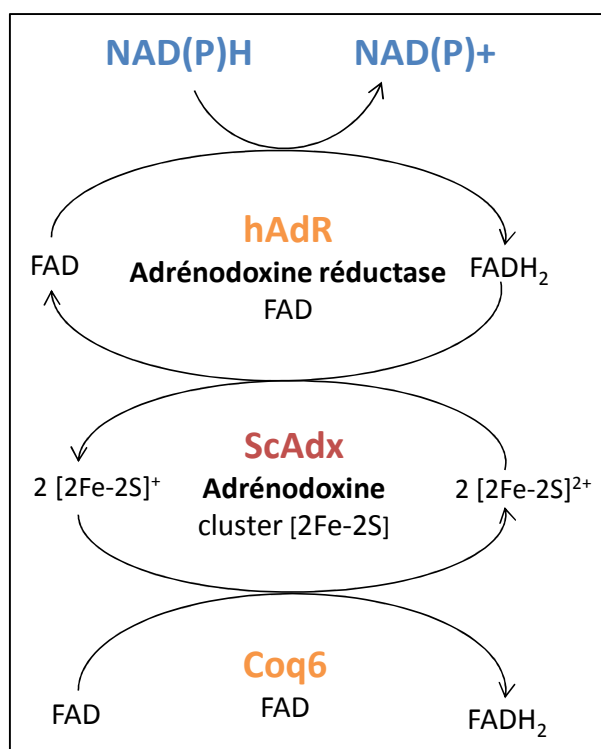 NAD(P)H NAD(P)+
hAdR
FAD Adrénodoxine réductase FADH₂
FAD
ScAdx
2 [2Fe-2S]⁺ Adrénodoxine 2 [2Fe-2S]²⁺
cluster [2Fe-2S]
Coq6
FAD FAD FADH₂